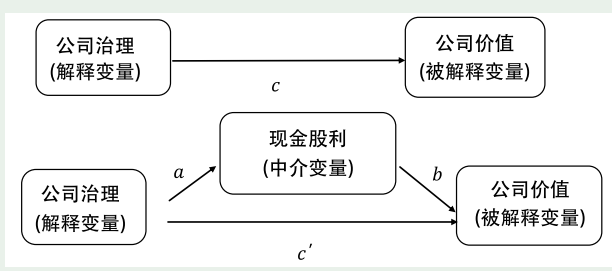 公司治理
(解释变量)
公司价值
(被解释变量)
c
现金股利
(中介变量)
a
b
公司治理
(解释变量)
公司价值
(被解释变量)
c′